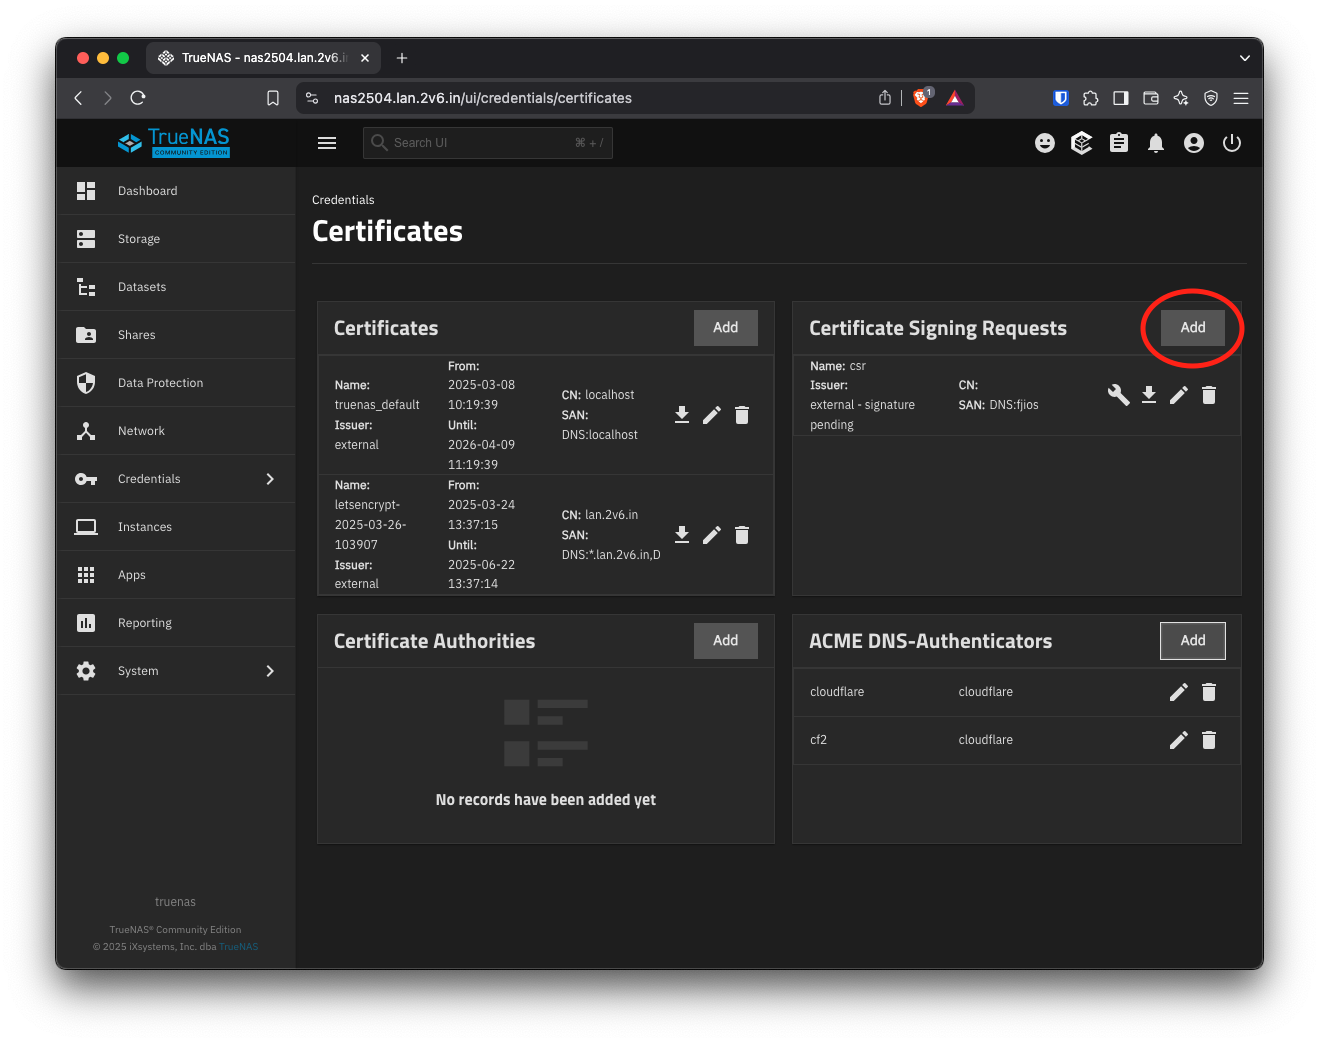 TrueNAS - nas2504.lan.2v6.i
nas2504.lan.2v6.in/ui/credentials/certificates
1
TrueNAS
COMMUNITY EDITION
Search UI
⌘ + /
Dashboard
Storage
Datasets
Shares
Data Protection
Network
Credentials
Instances
Apps
Reporting
System
truenas
TrueNAS® Community Edition
© 2025 iXsystems, Inc. dba TrueNAS
Credentials
Certificates
Certificates
Add
Name:
truenas_default
Issuer:
external
From:
2025-03-08
10:19:39
Until:
2026-04-09
11:19:39
CN: localhost
SAN:
DNS:localhost
Name:
letsencrypt-
2025-03-26-
103907
Issuer:
external
From:
2025-03-24
13:37:15
Until:
2025-06-22
13:37:14
CN: lan.2v6.in
SAN:
DNS:*.lan.2v6.in,D
Certificate Signing Requests
Add
Name: csr
Issuer:
external - signature
pending
CN:
SAN: DNS:fjios
Certificate Authorities
Add
No records have been added yet
ACME DNS-Authenticators
Add
cloudflare cloudflare
cf2 cloudflare